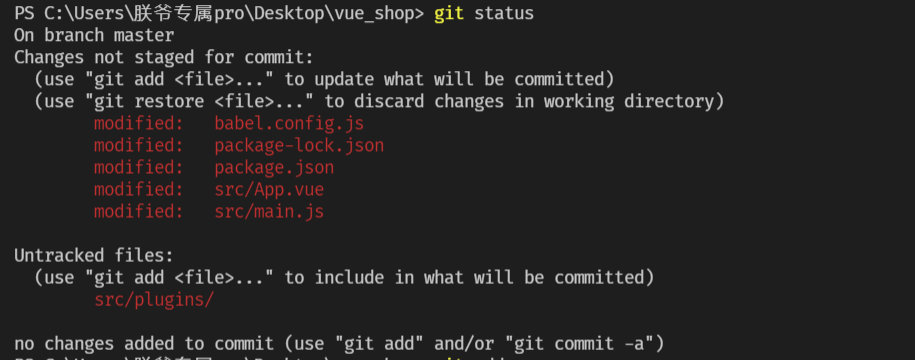 PS C:\Users\朕爷专属pro\Desktop\vue_shop> git status
On branch master
Changes not staged for commit:
  (use "git add <file>..." to update what will be committed)
  (use "git restore <file>..." to discard changes in working directory)
        modified:   babel.config.js
        modified:   package-lock.json
        modified:   package.json
        modified:   src/App.vue
        modified:   src/main.js

Untracked files:
  (use "git add <file>..." to include in what will be committed)
        src/plugins/

no changes added to commit (use "git add" and/or "git commit -a")